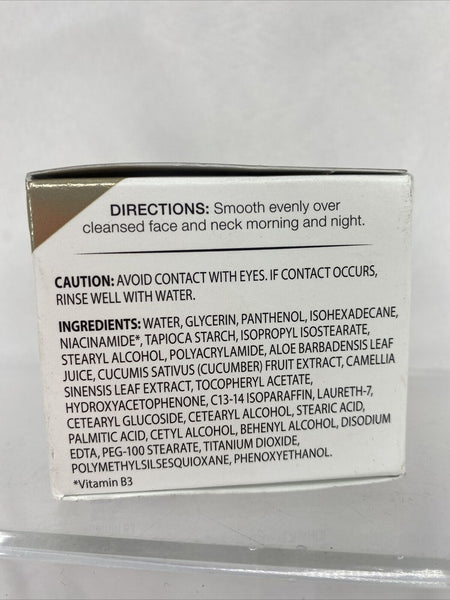 DIRECTIONS: Smooth evenly over
cleansed face and neck morning and night.
CAUTION: AVOID CONTACT WITH EYES. IF CONTACT OCCURS,
RINSE WELL WITH WATER.
INGREDIENTS: WATER, GLYCERIN, PANTHENOL, ISOHEXADECANE,
NIACINAMIDE*, TAPIOCA STARCH, ISOPROPYL ISOSTEARATE,
STEARYL ALCOHOL, POLYACRYLAMIDE, ALOE BARBADENSIS LEAF
JUICE, CUCUMIS SATIVUS (CUCUMBER) FRUIT EXTRACT, CAMELLIA
SINENSIS LEAF EXTRACT, TOCOPHERYL ACETATE,
HYDROXYACETOPHENONE, C13-14 ISOPARAFFIN, LAURETH-7,
CETEARYL GLUCOSIDE, CETEARYL ALCOHOL, STEARIC ACID,
PALMITIC ACID, CETYL ALCOHOL, BEHENYL ALCOHOL, DISODIUM
EDTA, PEG-100 STEARATE, TITANIUM DIOXIDE,
POLYMETHYLSILSESQUIOXANE, PHENOXYETHANOL.
*Vitamin B3